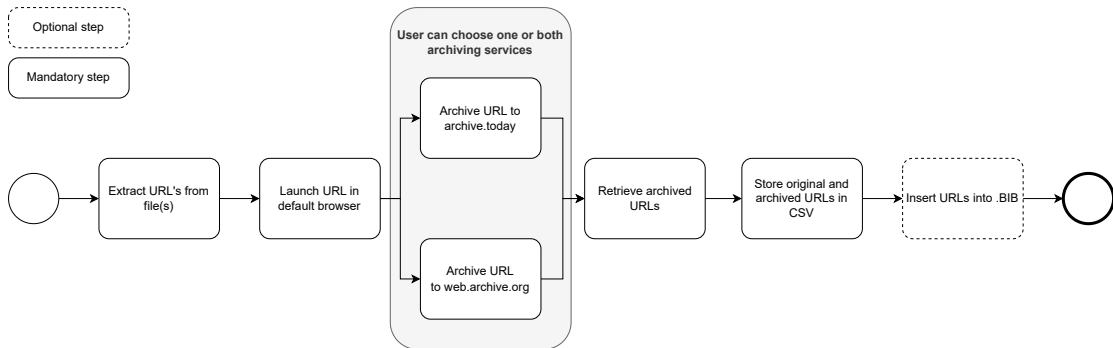 Optional step
Mandatory step
User can choose one or both
archiving services
Archive URL to
archive.today
Extract URL's from
file(s)
Launch URL in
default browser
Retrieve archived
URLs
Store original and
archived URLs in
CSV
Insert URLs into .BIB
Archive URL
to web.archive.org